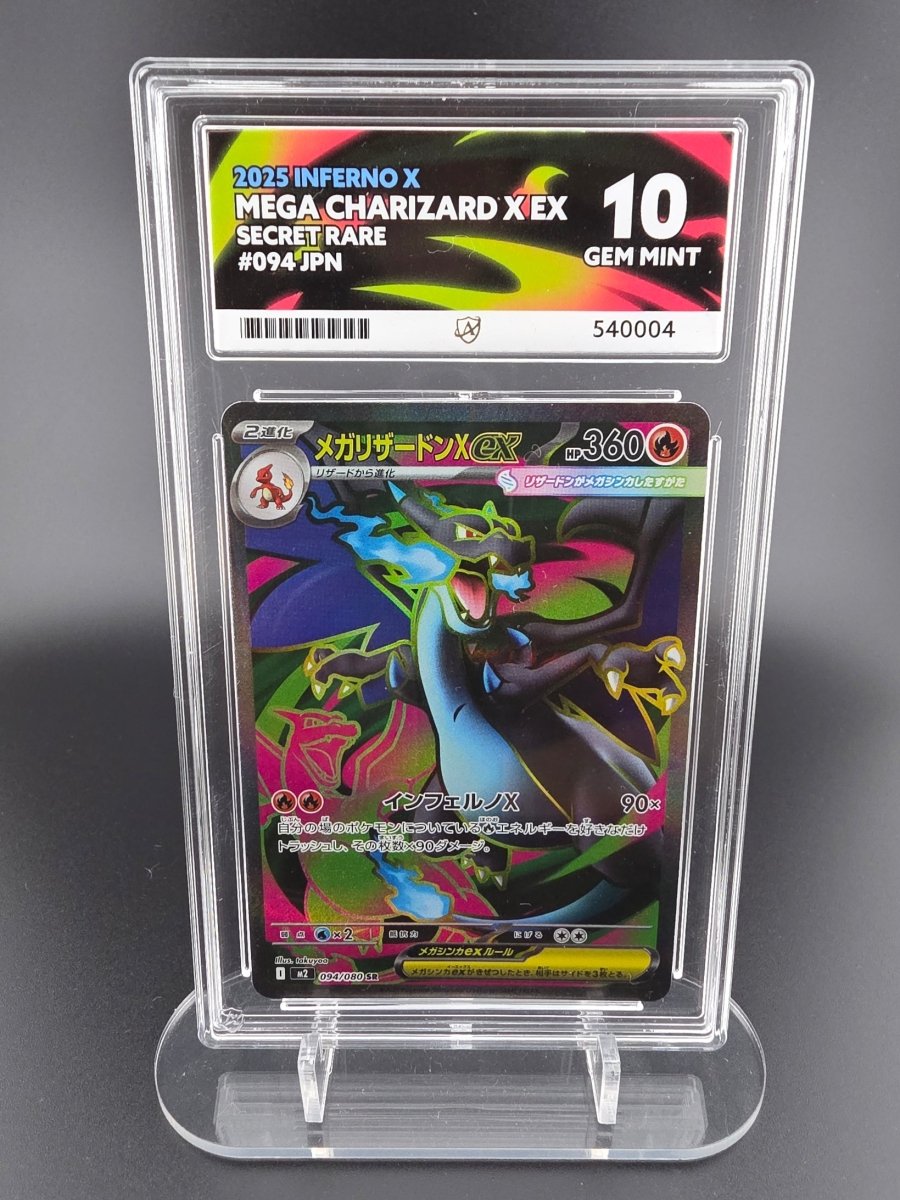 2025 INFERNO X
MEGA CHARIZARD X EX
SECRET RARE
#094 JPN
10
GEM MINT
540004
2進化
メガリザードンXex
HP360
リザードから進化
リザードンがメガシンカしたすがた
インフェルノX
90×
自分の場のポケモンについているエネルギーを好きなだけ
トラッシュし、その枚数×90ダメージ。
弱点 ×2 抵抗力 にげる
メガシンカexルール
メガシンカexがきぜつしたとき、相手はサイドを3枚とる。
Illus. takuyoa
I M2 094/080 SR